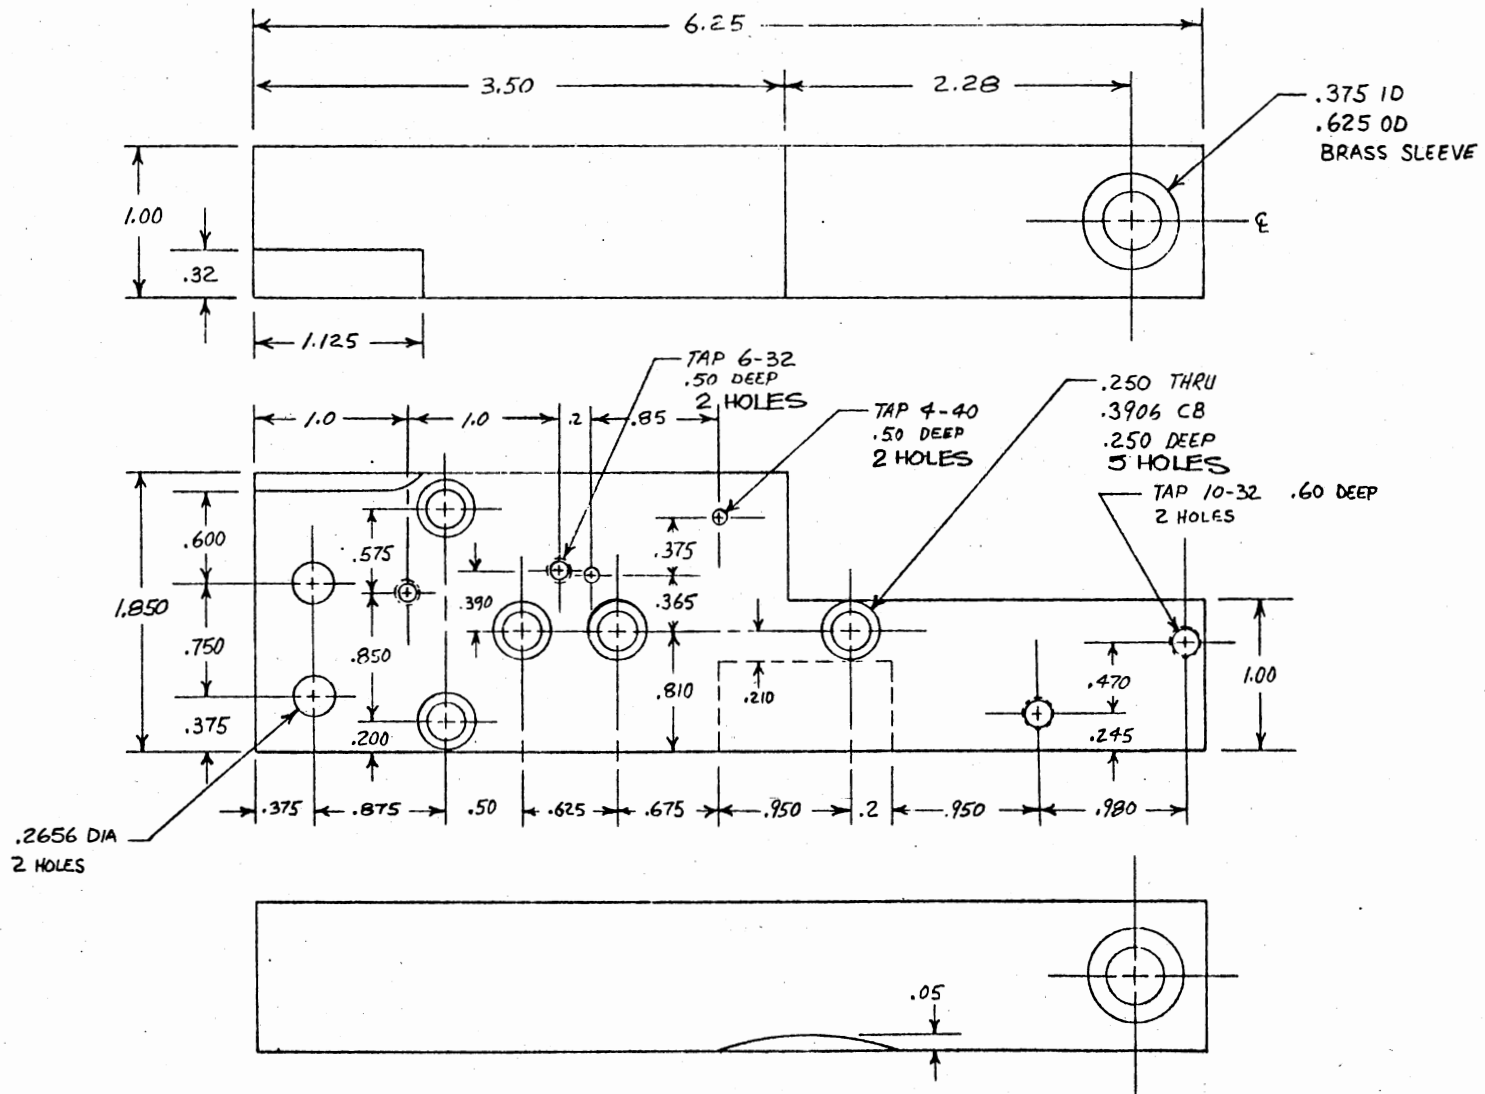 6.25
3.50
2.28
.375 ID
.625 OD
BRASS SLEEVE
1.00
.32
℄
1.125
TAP 6-32
.50 DEEP
2 HOLES
.250 THRU
.3906 CB
.250 DEEP
5 HOLES
1.0
1.0
.2
.85
TAP 4-40
.50 DEEP
2 HOLES
TAP 10-32 .60 DEEP
2 HOLES
.600
.575
.375
1.850
.390
.365
.750
.850
.810
.210
.470
1.00
.375
.200
.245
.375
.875
.50
.625
.675
.950
.2
.950
.980
.2656 DIA
2 HOLES
.05